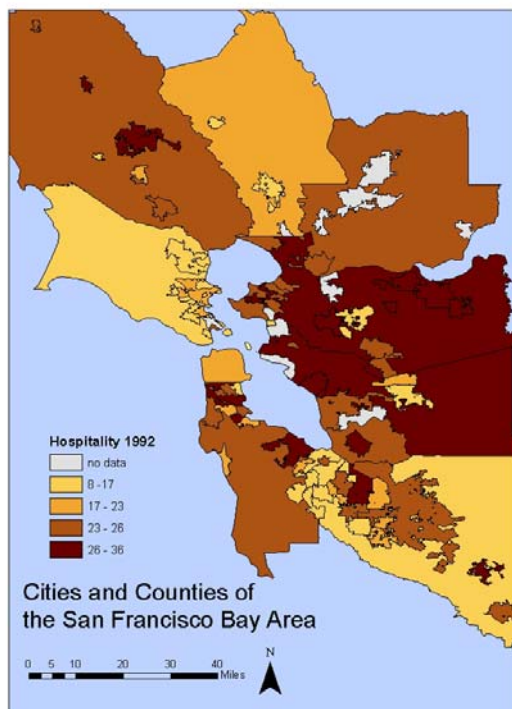 Hospitality 1992
no data
8 - 17
17 - 23
23 - 26
26 - 36
Cities and Counties of
the San Francisco Bay Area
0 5 10 20 30 40
Miles
N